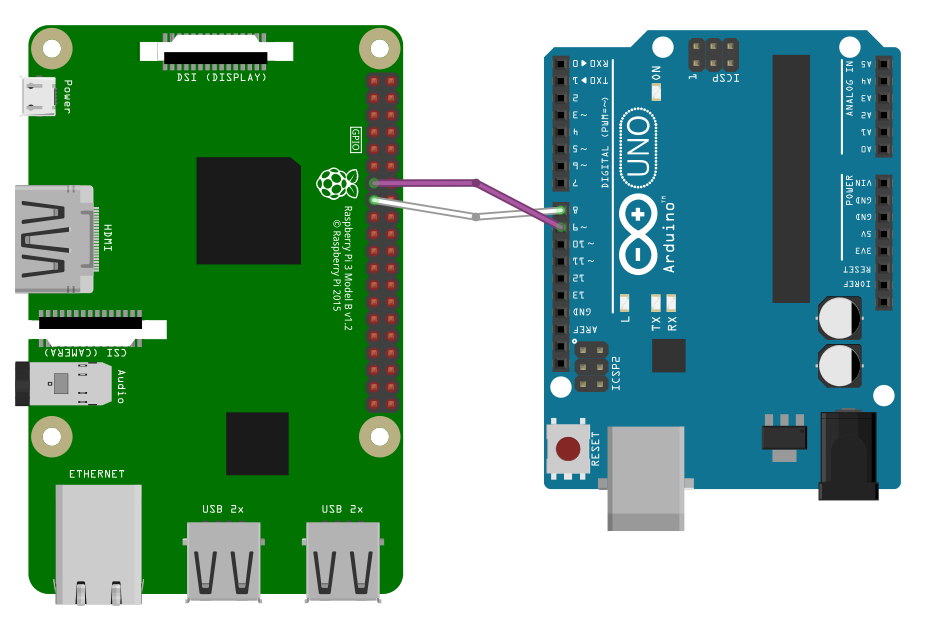 DSI (DISPLAY)
Power
GPIO
HDMI
Raspberry Pi 3 Model B v1.2
© Raspberry Pi 2015
CSI (CAMERA)
Audio
ETHERNET
USB 2x
USB 2x
RXD ◀ 0
TXD ▶ 1
2
~ 3
4
~ 5
~ 6
7
8
~ 9
~ 10
~ 11
12
13
GND
AREF
DIGITAL (PWM=~)
ON
1
ICSP
UNO
Arduino™
L
TX
RX
ICSP2
RESET
ANALOG IN
A5
A4
A3
A2
A1
A0
POWER
VIN
GND
GND
5V
3V3
RESET
IOREF